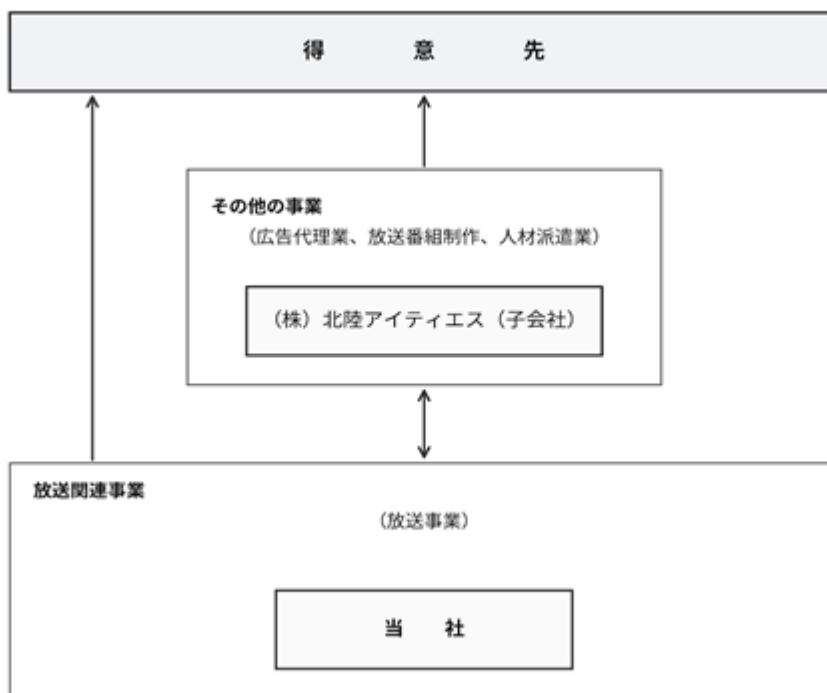 得意先
その他の事業
（広告代理業、放送番組制作、人材派遣業）
（株）北陸アイティエス（子会社）
放送関連事業
（放送事業）
当社